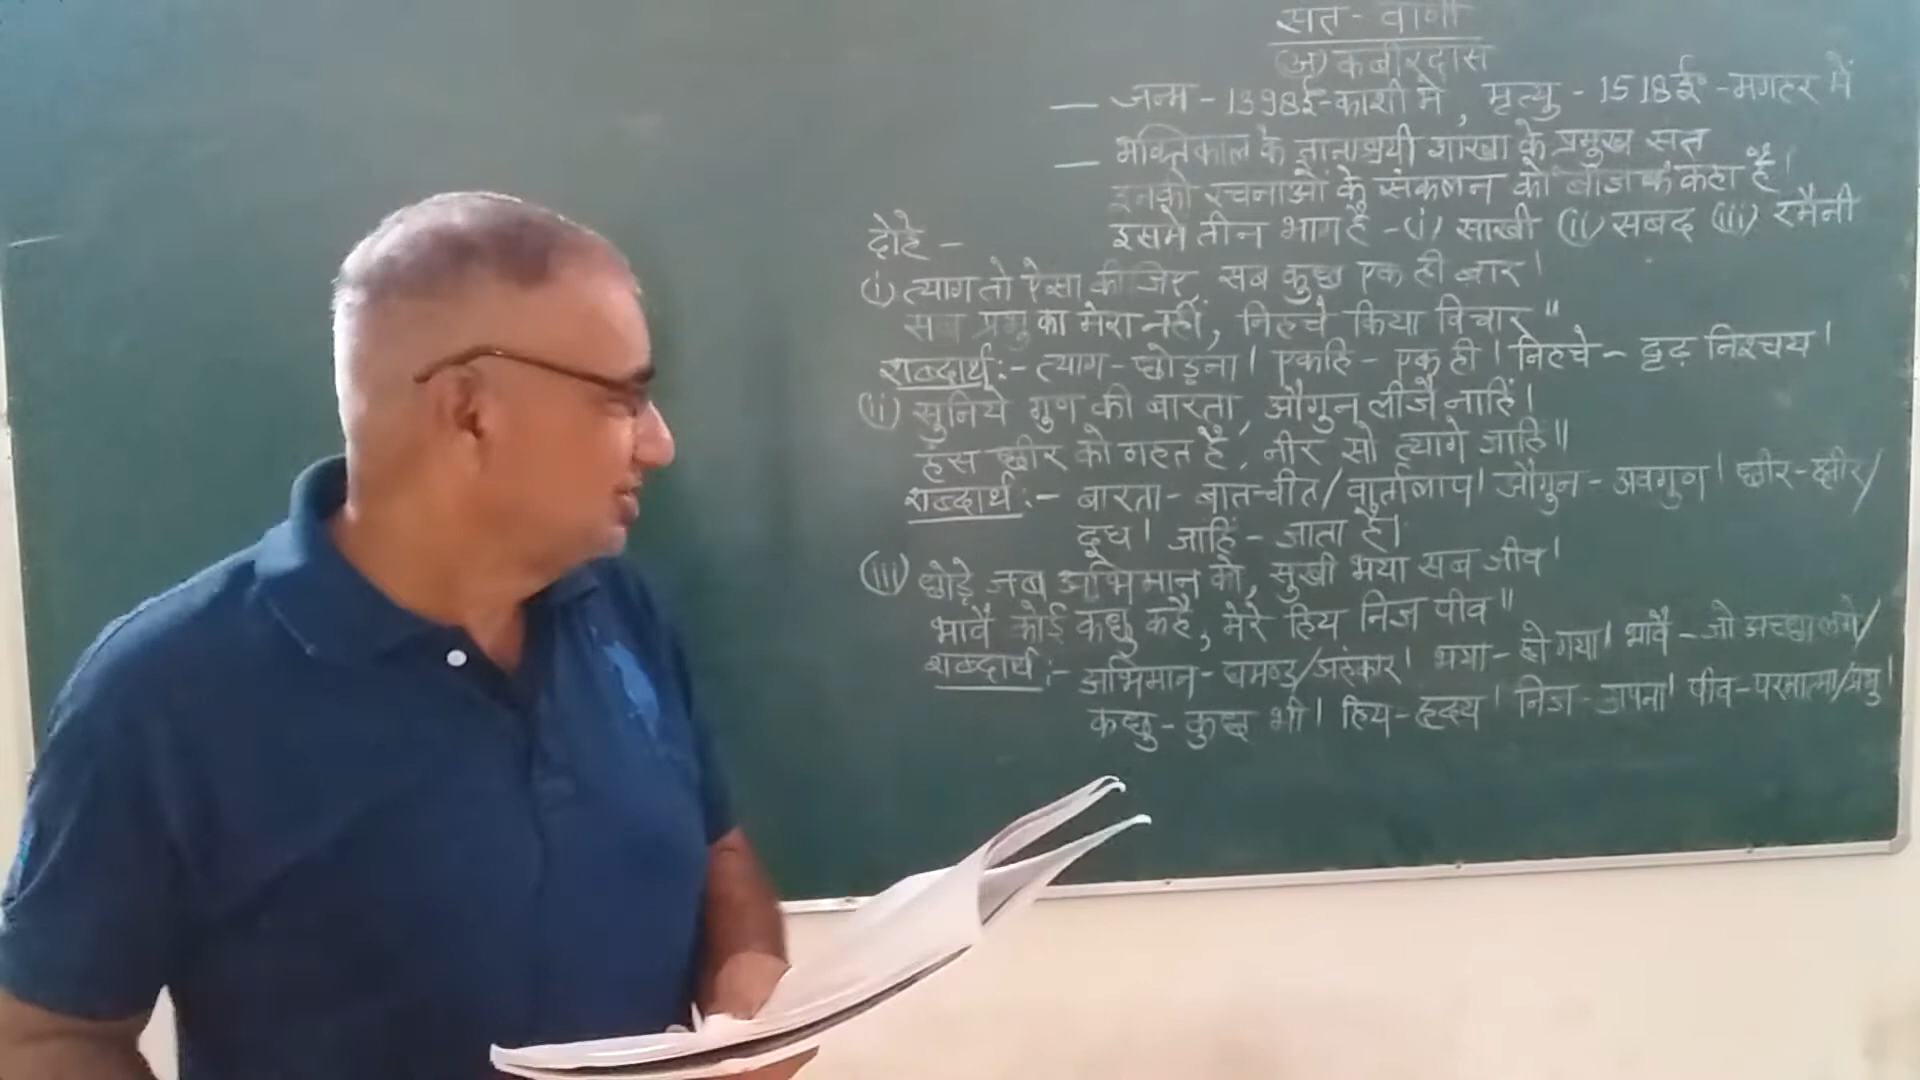 संत-वाणी
(अ) कबीरदास
— जन्म - 1398ई-काशी में, मृत्यु - 1518ई॰ -मगहर में
— भक्तिकाल के ज्ञानाश्रयी शाखा के प्रमुख संत
इनकी रचनाओं के संकलन को बीजक कहा है।
इसमें तीन भाग हैं -(i) साखी (ii) सबद (iii) रमैनी
दोहे -
(i) त्याग तो ऐसा कीजिए सब कुछ एक ही बार।
सब प्रभु का मेरा नहीं, निहचे किया विचार॥
शब्दार्थ:- त्याग-छोड़ना। एकहि - एक ही। निहचे - दृढ़ निश्चय।
(ii) सुनिये गुण की बारता, औगुन लीजै नाहिं।
हंस छीर को गहत है, नीर सो त्यागे जाहि॥
शब्दार्थ:- बारता- बात-चीत/वार्तालाप। औगुन - अवगुण। छीर-क्षीर/
दूध। जाहिं - जाता है।
(iii) छोड़े जब अभिमान को, सुखी भया सब जीव।
भावै कोई कछु कहै, मेरे हिय निज पीव॥
शब्दार्थ:- अभिमान-घमण्ड/अहंकार। भया-हो गया। भावै-जो अच्छा लगे/
कछु-कुछ भी। हिय-हृदय। निज-अपना। पीव-परमात्मा/प्रभु।